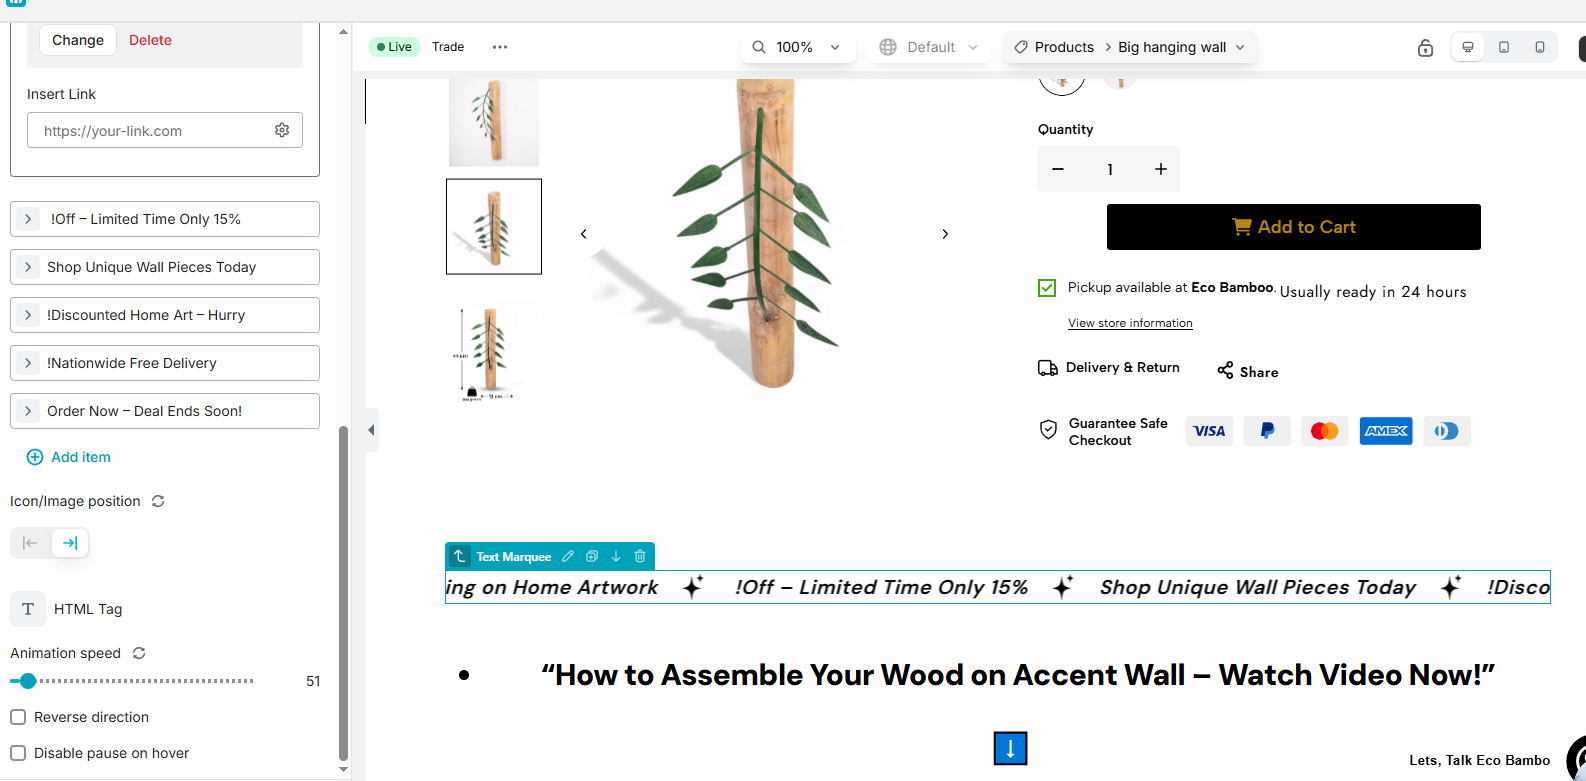 Change
Delete
Insert Link
https://your-link.com
!Off – Limited Time Only 15%
Shop Unique Wall Pieces Today
!Discounted Home Art – Hurry
!Nationwide Free Delivery
Order Now – Deal Ends Soon!
Add item
Icon/Image position
T HTML Tag
Animation speed
51
Reverse direction
Disable pause on hover
Live
Trade
100%
Default
Products
Big hanging wall
Quantity
1
Add to Cart
Pickup available at Eco Bamboo. Usually ready in 24 hours
View store information
Delivery & Return
Share
Guarantee Safe
Checkout
VISA
AMEX
Text Marquee
ing on Home Artwork !Off – Limited Time Only 15% Shop Unique Wall Pieces Today !Disco
“How to Assemble Your Wood on Accent Wall – Watch Video Now!”
Lets, Talk Eco Bambo